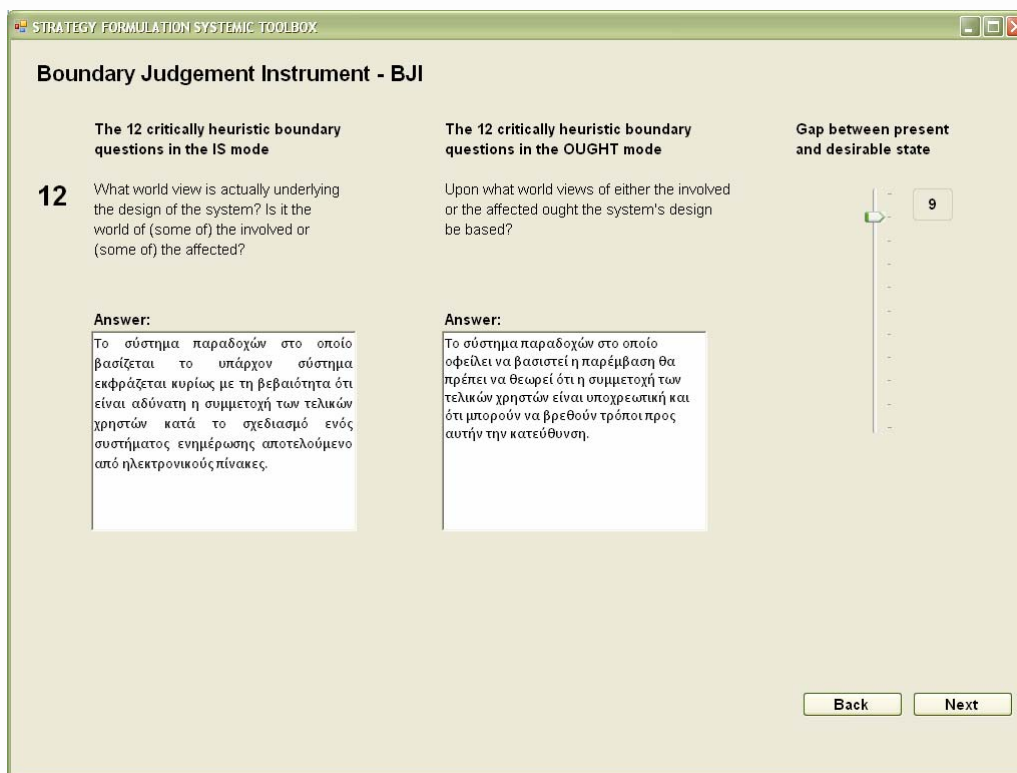 STRATEGY FORMULATION SYSTEMIC TOOLBOX
Boundary Judgement Instrument - BJI
The 12 critically heuristic boundary
questions in the IS mode
12
What world view is actually underlying
the design of the system? Is it the
world of (some of) the involved or
(some of) the affected?
Answer:
Το σύστημα παραδοχών στο οποίο
βασίζεται το υπάρχον σύστημα
εκφράζεται κυρίως με τη βεβαιότητα ότι
είναι αδύνατη η συμμετοχή των τελικών
χρηστών κατά το σχεδιασμό ενός
συστήματος ενημέρωσης αποτελούμενο
από ηλεκτρονικούς πίνακες.
The 12 critically heuristic boundary
questions in the OUGHT mode
Upon what world views of either the involved
or the affected ought the system's design
be based?
Answer:
Το σύστημα παραδοχών στο οποίο
οφείλει να βασιστεί η παρέμβαση θα
πρέπει να θεωρεί ότι η συμμετοχή των
τελικών χρηστών είναι υποχρεωτική και
ότι μπορούν να βρεθούν τρόποι προς
αυτήν την κατεύθυνση.
Gap between present
and desirable state
9
Back
Next